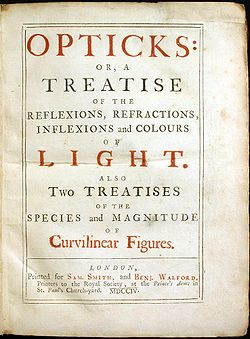 OPTICKS:
OR, A
TREATISE
OF THE
REFLEXIONS, REFRACTIONS,
INFLEXIONS and COLOURS
OF
LIGHT.
ALSO
Two TREATISES
OF THE
SPECIES and MAGNITUDE
OF
Curvilinear Figures.
LONDON,
Printed for SAM. SMITH, and BENJ. WALFORD,
Printers to the Royal Society, at the Prince's Arms in
St. Paul's Church-yard. MDCCIV.